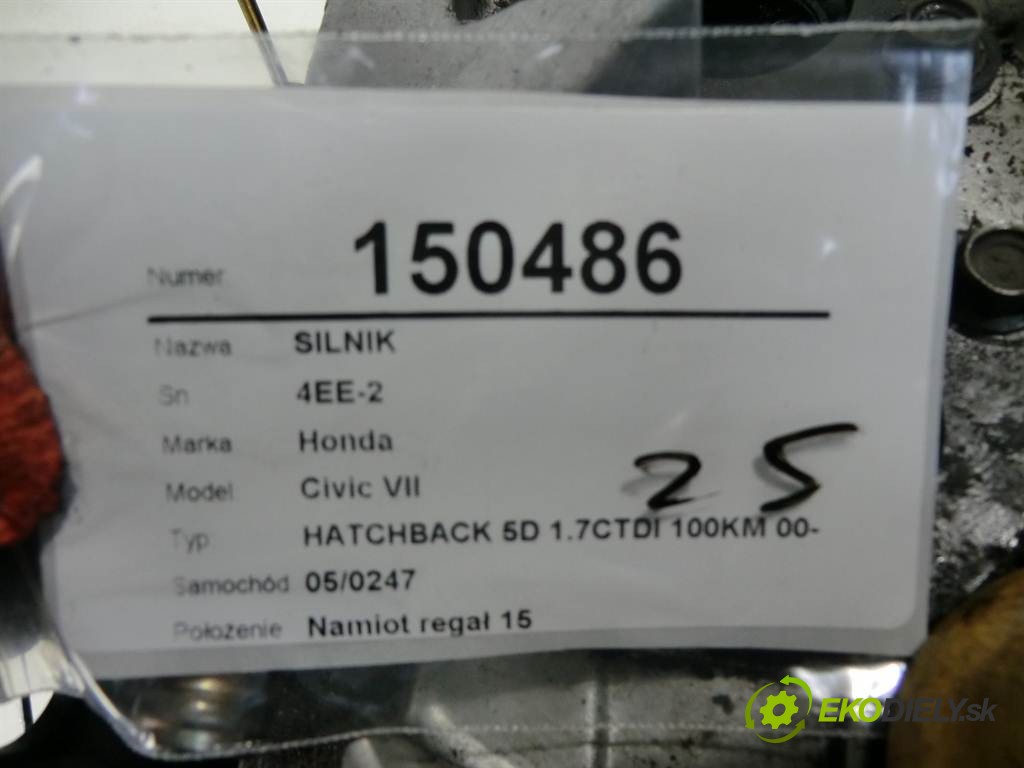 Numer 150486
Nazwa SILNIK
Sn 4EE-2
Marka Honda
Model Civic VII
25
Typ HATCHBACK 5D 1.7CTDI 100KM 00-
Samochód 05/0247
Położenie Namiot regał 15
EKODIELY.sk